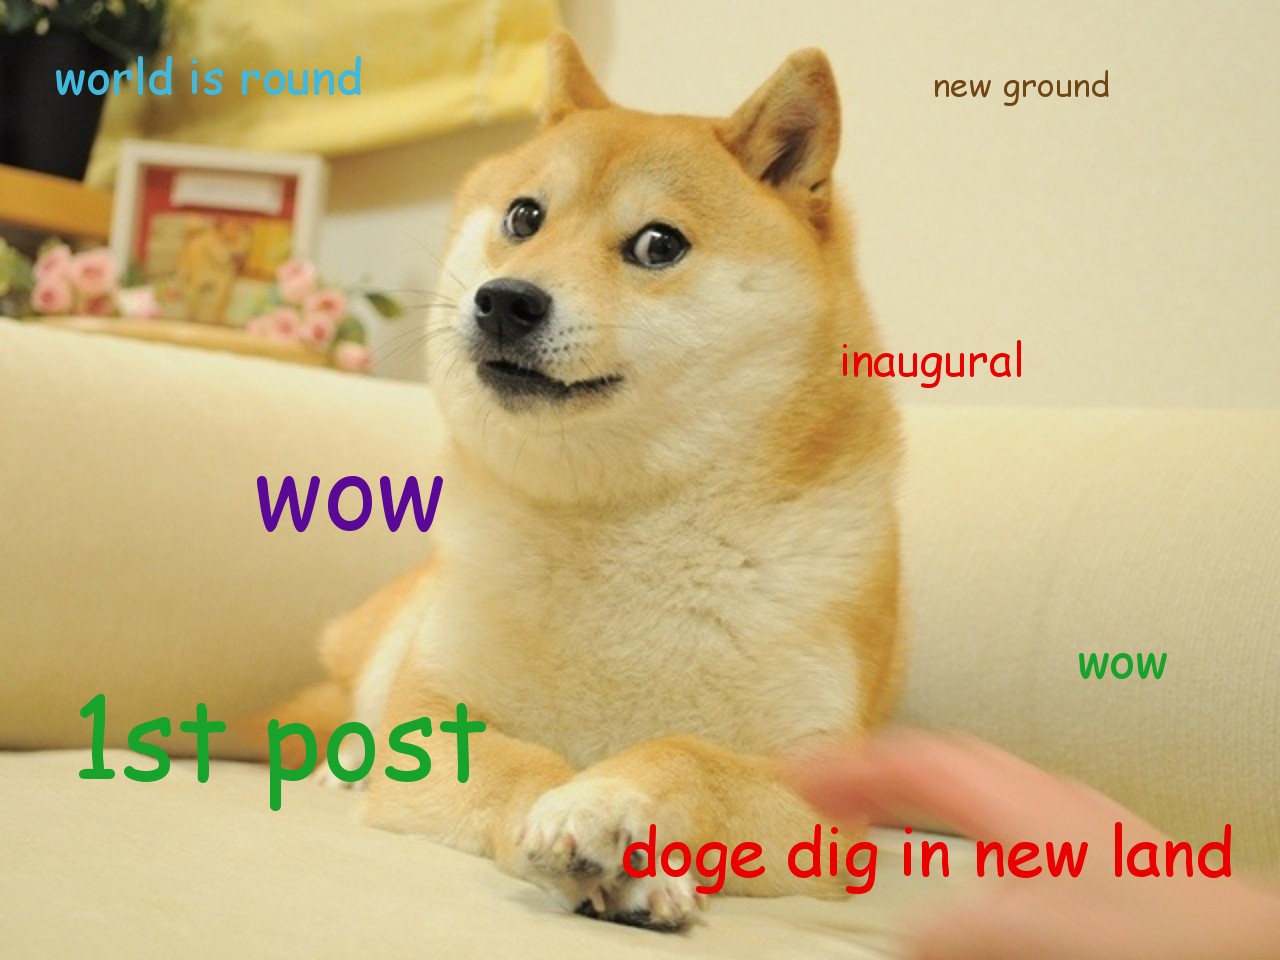 world is round
new ground
inaugural
wow
wow
1st post
doge dig in new land